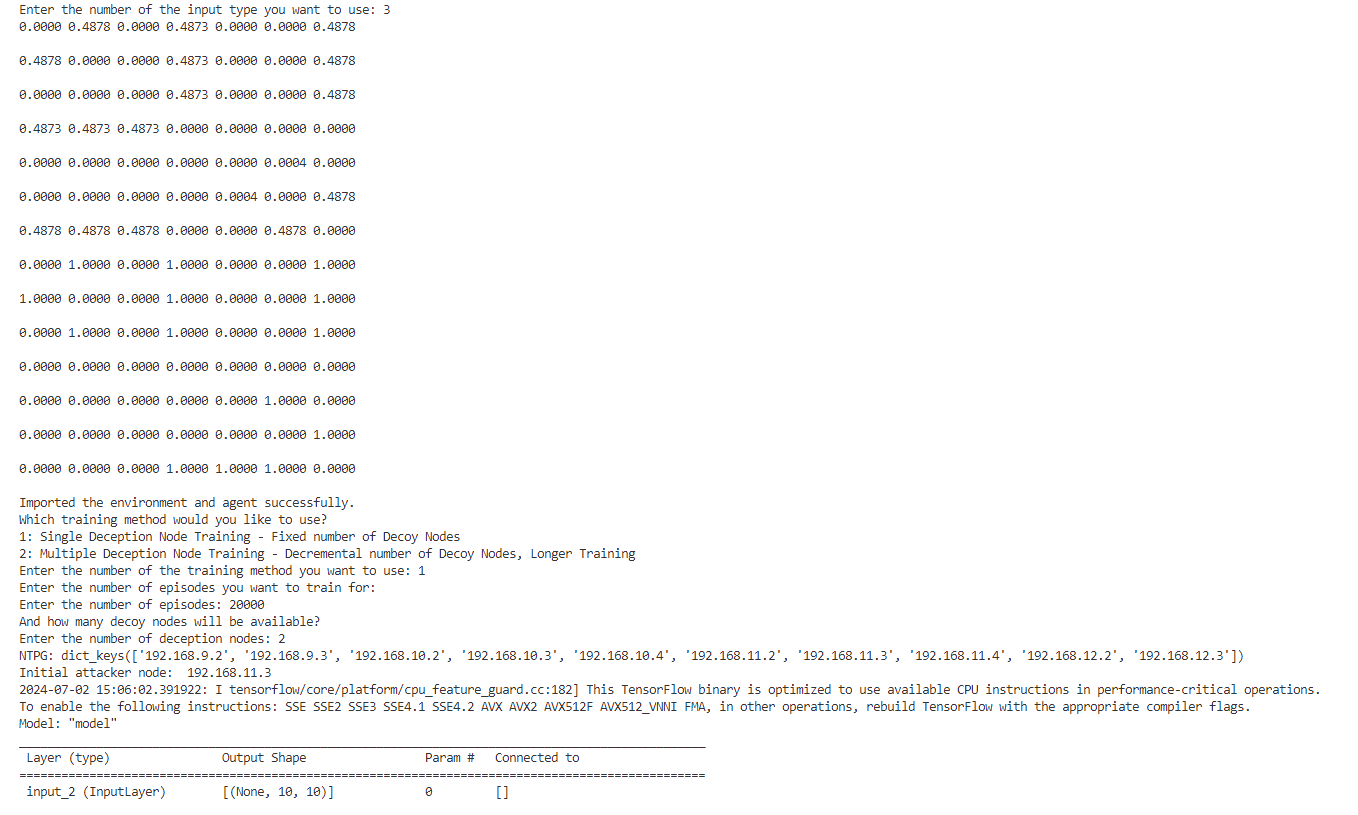 Enter the number of the input type you want to use: 3
0.0000 0.4878 0.0000 0.4873 0.0000 0.0000 0.4878
0.4878 0.0000 0.0000 0.4873 0.0000 0.0000 0.4878
0.0000 0.0000 0.0000 0.4873 0.0000 0.0000 0.4878
0.4873 0.4873 0.4873 0.0000 0.0000 0.0000 0.0000
0.0000 0.0000 0.0000 0.0000 0.0000 0.0004 0.0000
0.0000 0.0000 0.0000 0.0000 0.0004 0.0000 0.4878
0.4878 0.4878 0.4878 0.0000 0.0000 0.4878 0.0000
0.0000 1.0000 0.0000 1.0000 0.0000 0.0000 1.0000
1.0000 0.0000 0.0000 1.0000 0.0000 0.0000 1.0000
0.0000 1.0000 0.0000 1.0000 0.0000 0.0000 1.0000
0.0000 0.0000 0.0000 0.0000 0.0000 0.0000 0.0000
0.0000 0.0000 0.0000 0.0000 0.0000 1.0000 0.0000
0.0000 0.0000 0.0000 0.0000 0.0000 0.0000 1.0000
0.0000 0.0000 0.0000 1.0000 1.0000 1.0000 0.0000
Imported the environment and agent successfully.
Which training method would you like to use?
1: Single Deception Node Training - Fixed number of Decoy Nodes
2: Multiple Deception Node Training - Decremental number of Decoy Nodes, Longer Training
Enter the number of the training method you want to use: 1
Enter the number of episodes you want to train for:
Enter the number of episodes: 20000
And how many decoy nodes will be available?
Enter the number of deception nodes: 2
NTPG: dict_keys(['192.168.9.2', '192.168.9.3', '192.168.10.2', '192.168.10.3', '192.168.10.4', '192.168.11.2', '192.168.11.3', '192.168.11.4', '192.168.12.2', '192.168.12.3'])
Initial attacker node:  192.168.11.3
2024-07-02 15:06:02.391922: I tensorflow/core/platform/cpu_feature_guard.cc:182] This TensorFlow binary is optimized to use available CPU instructions in performance-critical operations.
To enable the following instructions: SSE SSE2 SSE3 SSE4.1 SSE4.2 AVX AVX2 AVX512F AVX512_VNNI FMA, in other operations, rebuild TensorFlow with the appropriate compiler flags.
Model: "model"
Layer (type) Output Shape Param # Connected to
input_2 (InputLayer) [(None, 10, 10)] 0 []